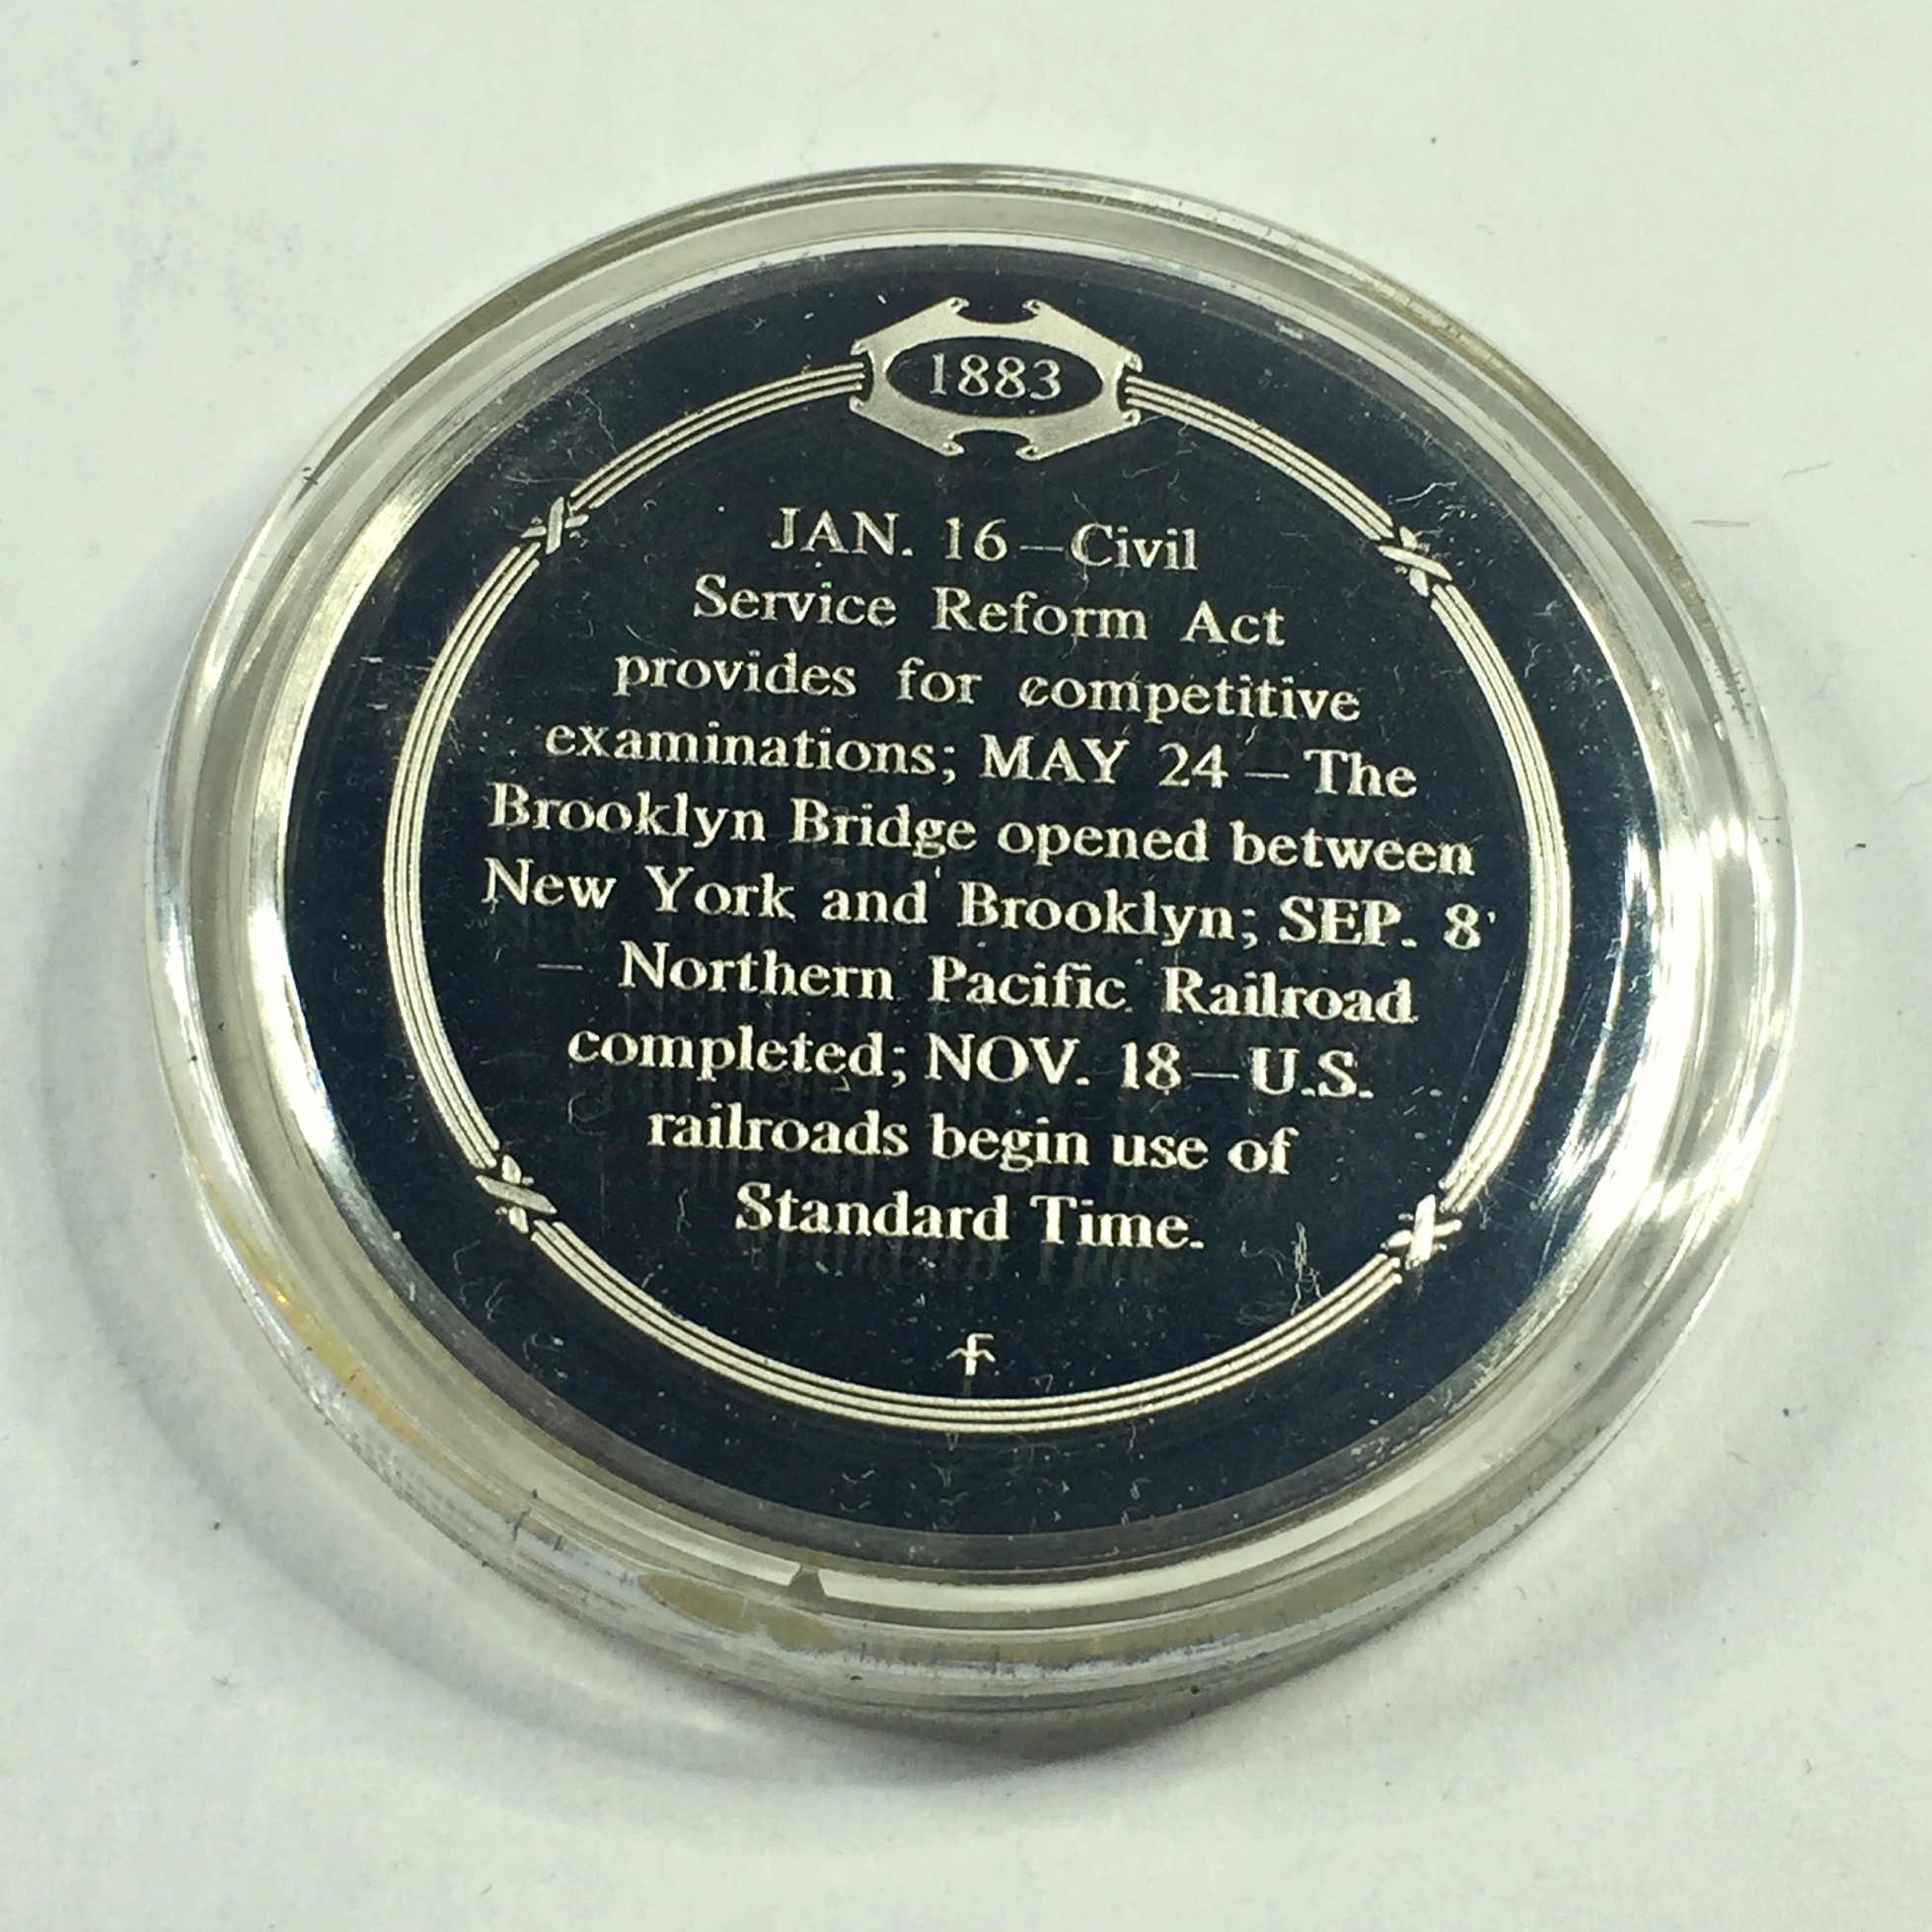 1883
JAN. 16—Civil
Service Reform Act
provides for competitive
examinations; MAY 24 — The
Brooklyn Bridge opened between
New York and Brooklyn; SEP. 8
— Northern Pacific Railroad
completed; NOV. 18—U.S.
railroads begin use of
Standard Time.
F